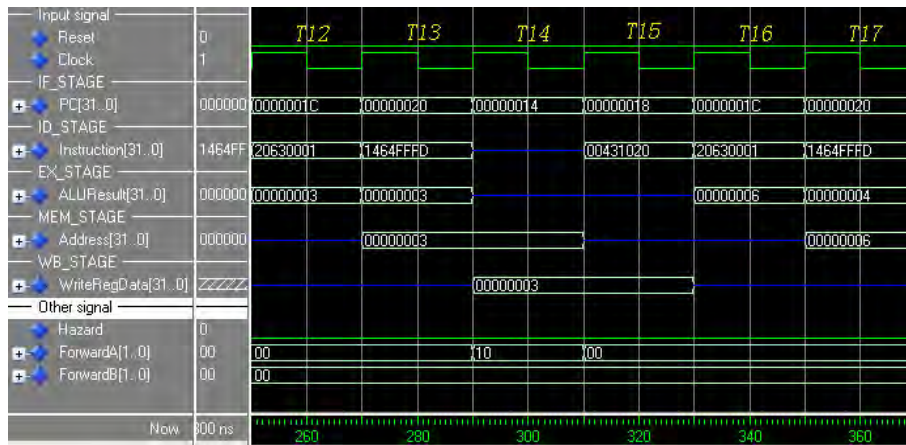 Input signal
T12 T13 T14 T15 T16 T17
Reset 0
Clock 1
IF_STAGE
PC[31..0] 000000 0000001C 00000020 00000014 00000018 0000001C 00000020
ID_STAGE
Instruction[31..0] 1464FF 20630001 1464FFFD 00431020 20630001 1464FFFD
EX_STAGE
ALUResult[31..0] 000000 00000003 00000003 00000006 00000004
MEM_STAGE
Address[31..0] 000000 00000003 00000006
WB_STAGE
WriteRegData[31..0] ZZZZZ 00000003
Other signal
Hazard 0
ForwardA[1..0] 00 00 10 00
ForwardB[1..0] 00 00
Now 800 ns 260 280 300 320 340 360